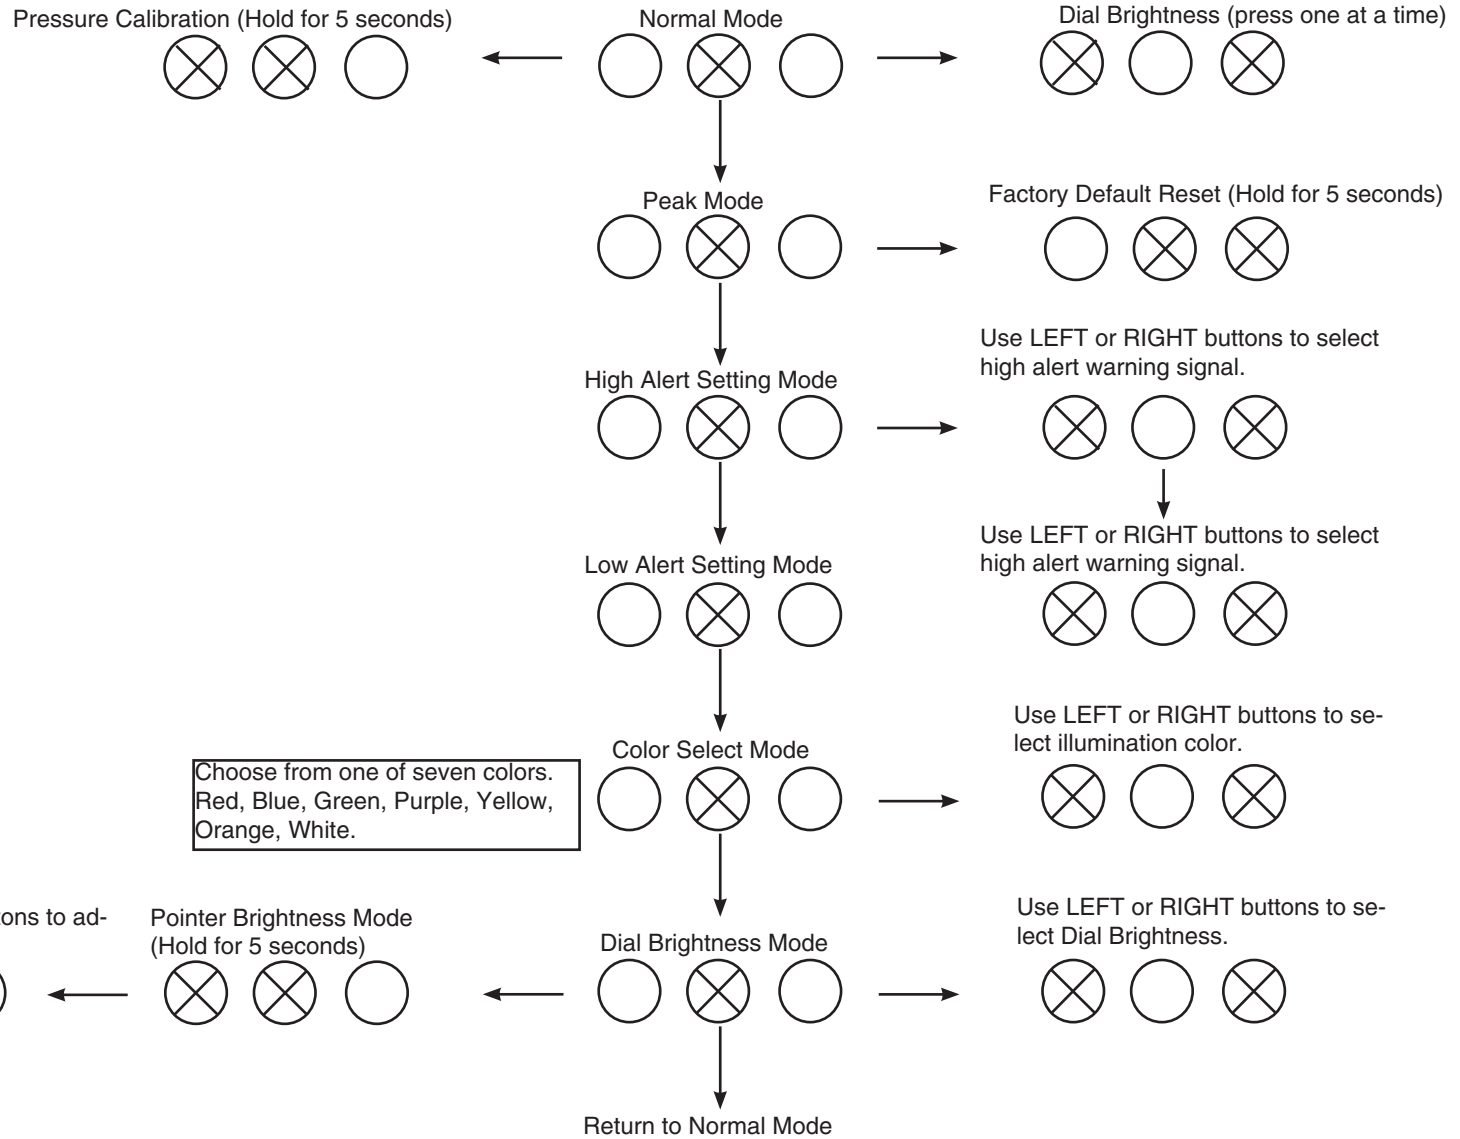 Pressure Calibration (Hold for 5 seconds)
Normal Mode
Dial Brightness (press one at a time)
Peak Mode
Factory Default Reset (Hold for 5 seconds)
Use LEFT or RIGHT buttons to select
high alert warning signal.
High Alert Setting Mode
Use LEFT or RIGHT buttons to select
high alert warning signal.
Low Alert Setting Mode
Use LEFT or RIGHT buttons to se-
lect illumination color.
Color Select Mode
Choose from one of seven colors.
Red, Blue, Green, Purple, Yellow,
Orange, White.
to ad-
Pointer Brightness Mode
(Hold for 5 seconds)
Dial Brightness Mode
Use LEFT or RIGHT buttons to se-
lect Dial Brightness.
Return to Normal Mode